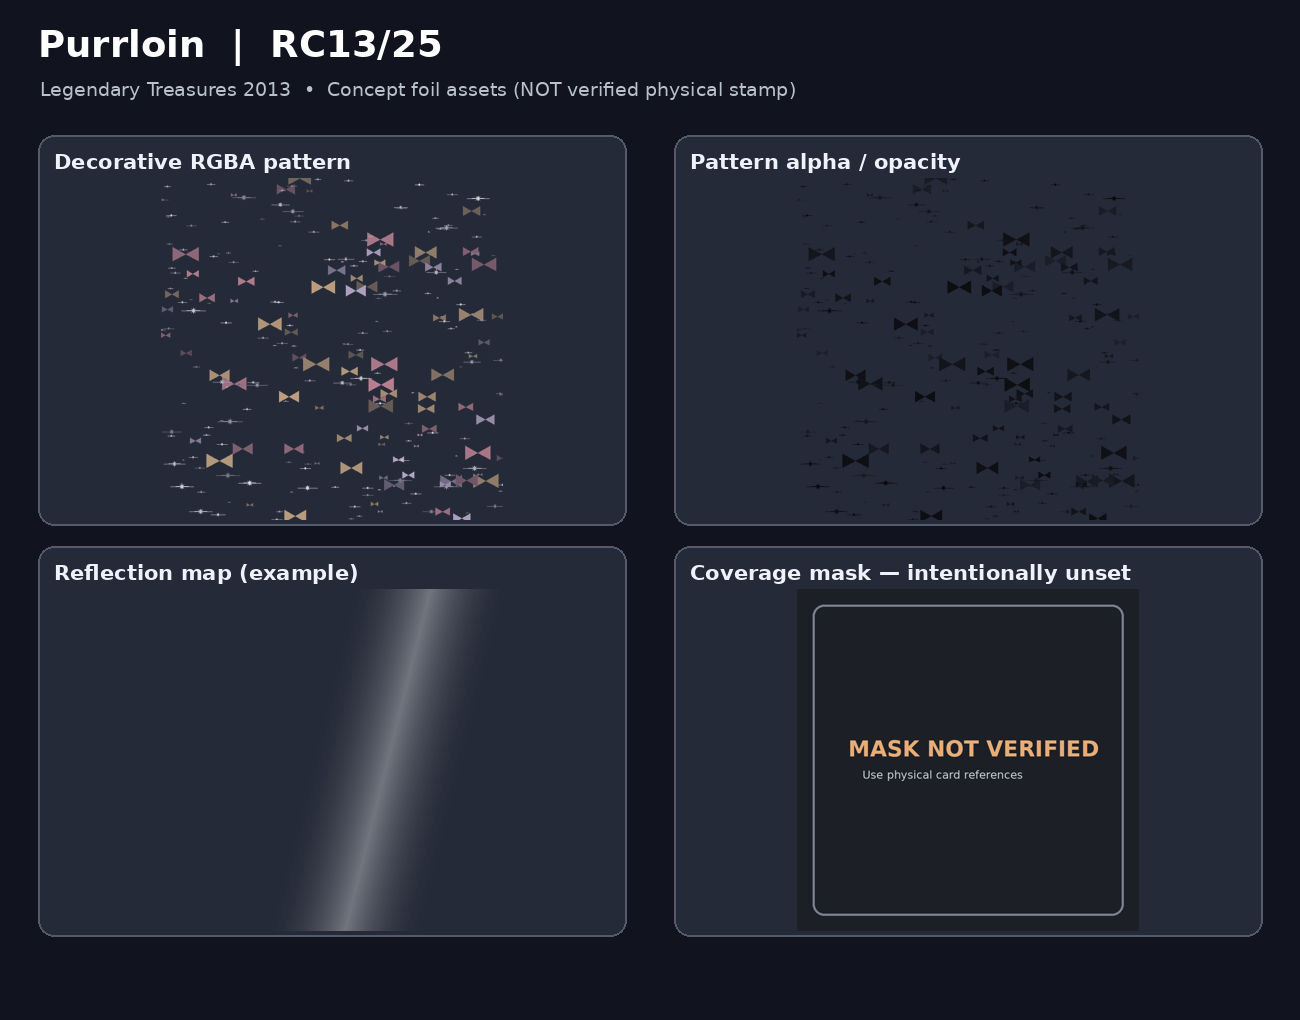 Purrloin | RC13/25
Legendary Treasures 2013 • Concept foil assets (NOT verified physical stamp)
Decorative RGBA pattern
Pattern alpha / opacity
Reflection map (example)
Coverage mask — intentionally unset
MASK NOT VERIFIED
Use physical card references